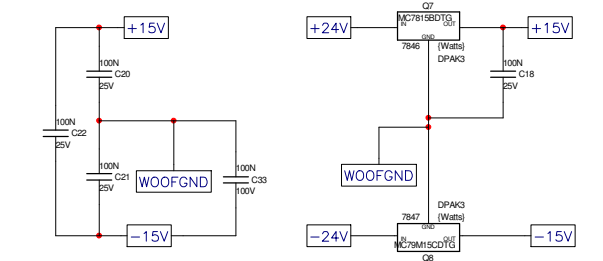 +15V
100N
C20
25V
100N
C22
25V
100N
C21
25V
WOOFGND
100N
C33
100V
-15V
Q7
+24V
MC7815BDTG
IN
OUT
GND
+15V
7846
{Watts}
DPAK3
100N
C18
25V
WOOFGND
DPAK3
7847
{Watts}
-24V
GND
IN
OUT
MC79M15CDTG
-15V
Q8